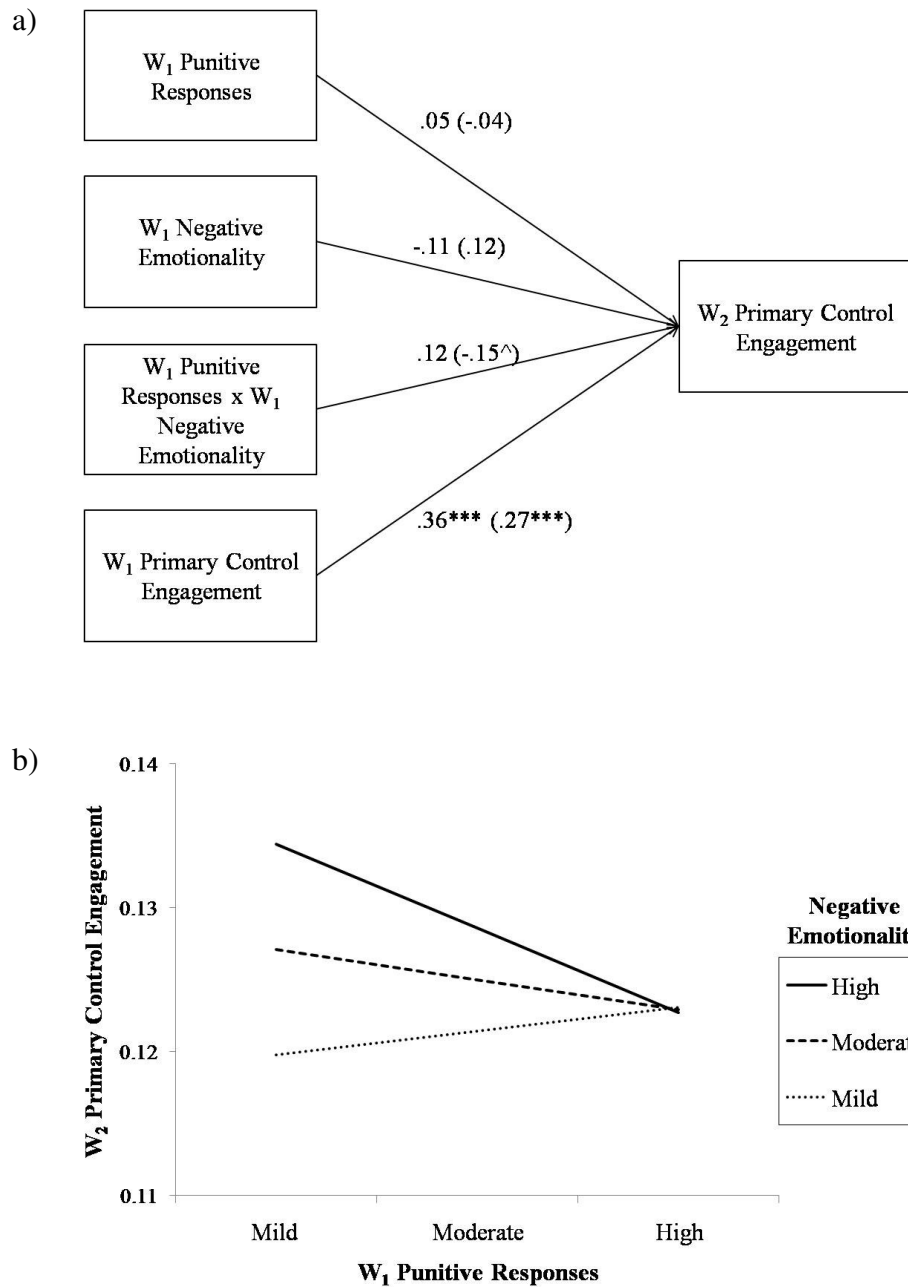 a)
W₁ Punitive
Responses
.05 (-.04)
W₁ Negative
Emotionality
-.11 (.12)
W₂ Primary Control
Engagement
W₁ Punitive
Responses x W₁
Negative
Emotionality
.12 (-.15^)
W₁ Primary Control
Engagement
.36*** (.27***)
b)
0.14
0.13
0.12
0.11
W₂ Primary Control Engagement
Mild
Moderate
High
W₁ Punitive Responses
Negative
Emotionalit
High
Moderat
Mild